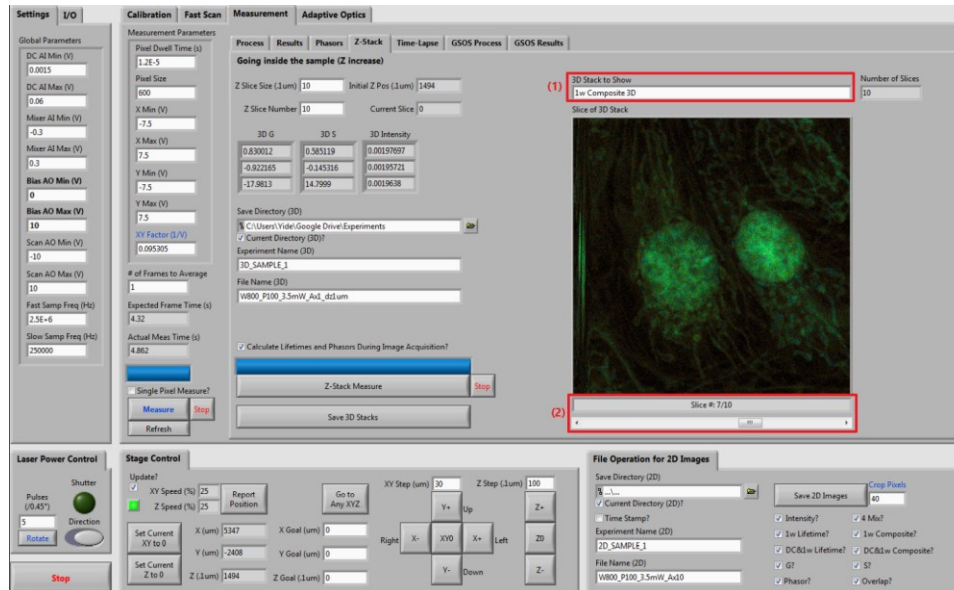 Settings I/O
Global Parameters
DC AI Min (V)
0.0015
DC AI Max (V)
0.06
Mixer AI Min (V)
-0.3
Mixer AI Max (V)
0.3
Bias AO Min (V)
0
Bias AO Max (V)
10
Scan AO Min (V)
-10
Scan AO Max (V)
10
Fast Samp Freq (Hz)
2.5E+6
Slow Samp Freq (Hz)
250000
Calibration Fast Scan Measurement Adaptive Optics
Measurement Parameters
Pixel Dwell Time (s)
1.2E-5
Pixel Size
600
X Min (V)
-7.5
X Max (V)
7.5
Y Min (V)
-7.5
Y Max (V)
7.5
XY Factor (1/V)
0.095305
# of Frames to Average
1
Expected Frame Time (s)
4.32
Actual Meas Time (s)
4.862
Single Pixel Measure?
Measure Stop
Refresh
Process Results Phasors Z-Stack Time-Lapse GSOS Process GSOS Results
Going inside the sample (Z increase)
Z Slice Size (.1um) 10 Initial Z Pos (.1um) 1494
Z Slice Number 10 Current Slice 0
3D G 3D S 3D Intensity
0.830012 0.585119 0.00197697
-0.922165 -0.145316 0.00195721
-17.9813 14.7999 0.0019638
Save Directory (3D)
C:\Users\Yide\Google Drive\Experiments
Current Directory (3D)?
Experiment Name (3D)
3D_SAMPLE_1
File Name (3D)
W800_P100_3.5mW_Ax1_dz1um
Calculate Lifetimes and Phasors During Image Acquisition?
Z-Stack Measure Stop
Save 3D Stacks
(1) 3D Stack to Show
1w Composite 3D
Number of Slices
10
Slice of 3D Stack
Slice #: 7/10
(2)
Laser Power Control
Shutter
Pulses
(/0.45°)
5
Direction
Rotate
Stop
Stage Control
Update?
XY Speed (%) 25
Z Speed (%) 25
Report
Position
Go to
Any XYZ
Set Current
XY to 0
X (um) 5347 X Goal (um) 0
Y (um) -2408 Y Goal (um) 0
Set Current
Z to 0
Z (.1um) 1494 Z Goal (.1um) 0
XY Step (um) 30 Z Step (.1um) 100
Y+ Up Z+
Right X- XY0 X+ Left Z0
Y- Down Z-
File Operation for 2D Images
Save Directory (2D)
..\...
Current Directory (2D)?
Time Stamp?
Experiment Name (2D)
2D_SAMPLE_1
File Name (2D)
W800_P100_3.5mW_Ax10
Save 2D Images
Crop Pixels
40
Intensity? 4 Mix?
1w Lifetime? 1w Composite?
DC&1w Lifetime? DC&1w Composite?
G? S?
Phasor? Overlap?